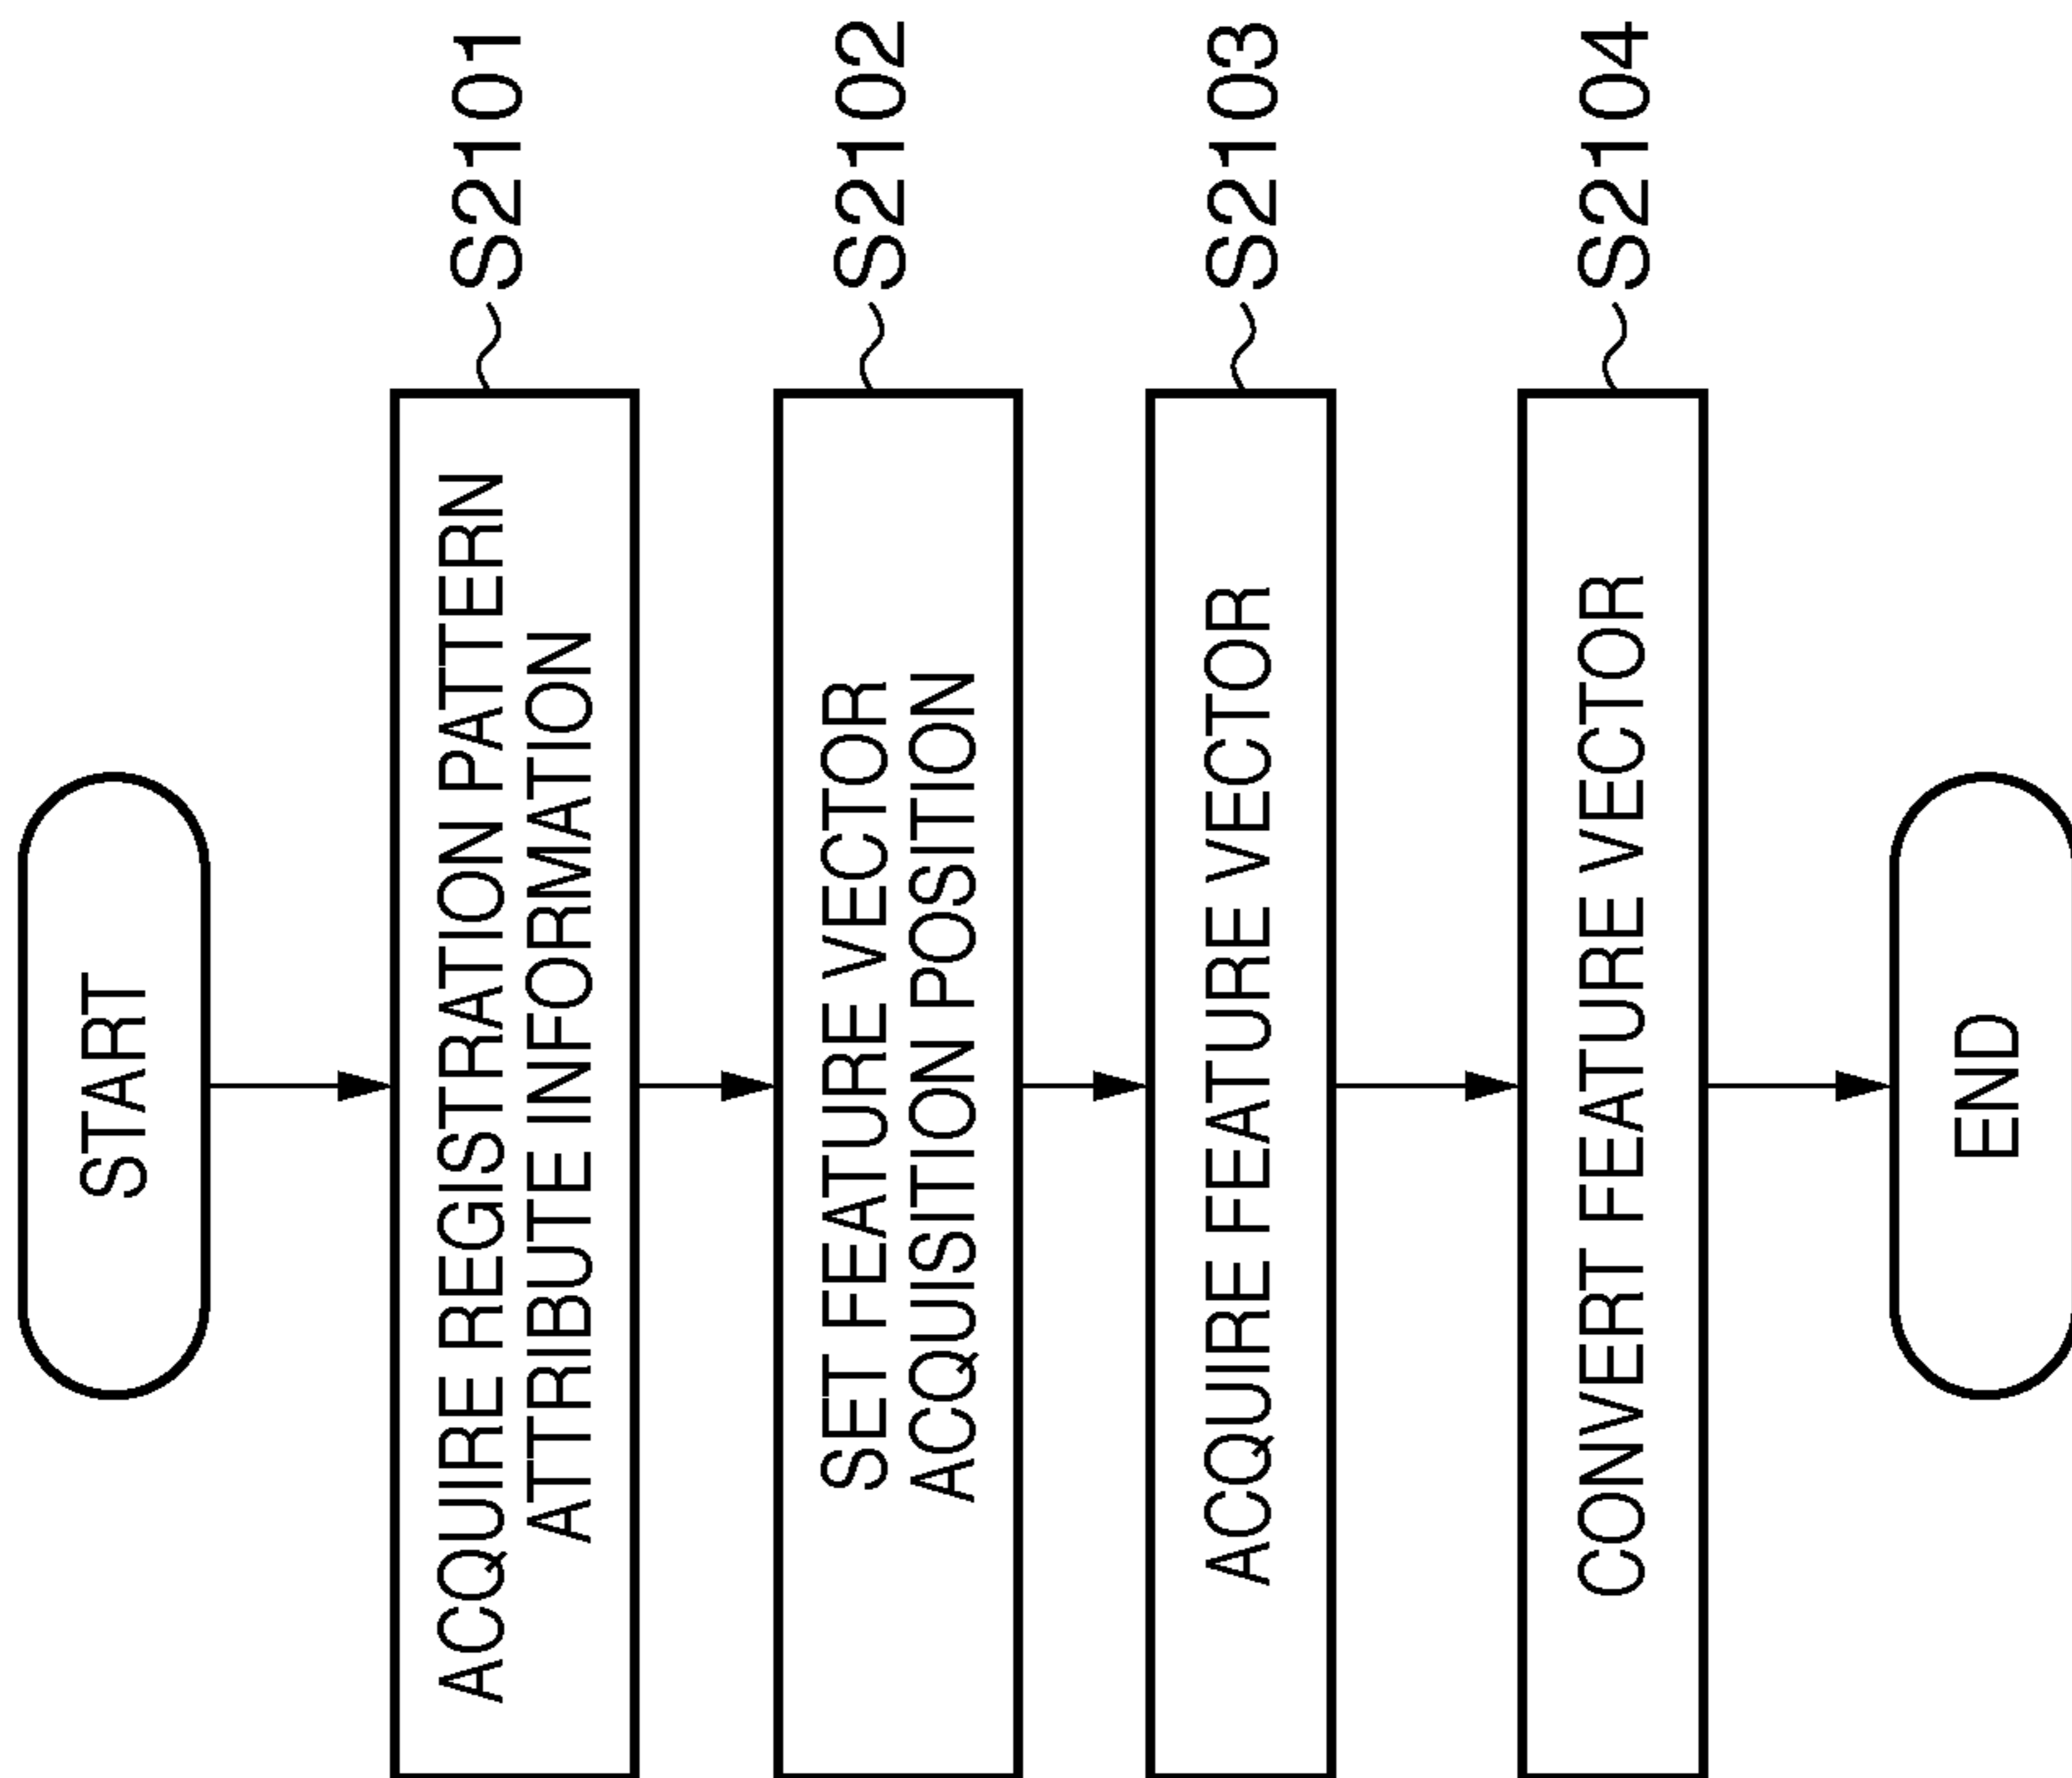 START
ACQUIRE REGISTRATION PATTERN
ATTRIBUTE INFORMATION
S2101
SET FEATURE VECTOR
ACQUISITION POSITION
S2102
ACQUIRE FEATURE VECTOR
S2103
CONVERT FEATURE VECTOR
S2104
END